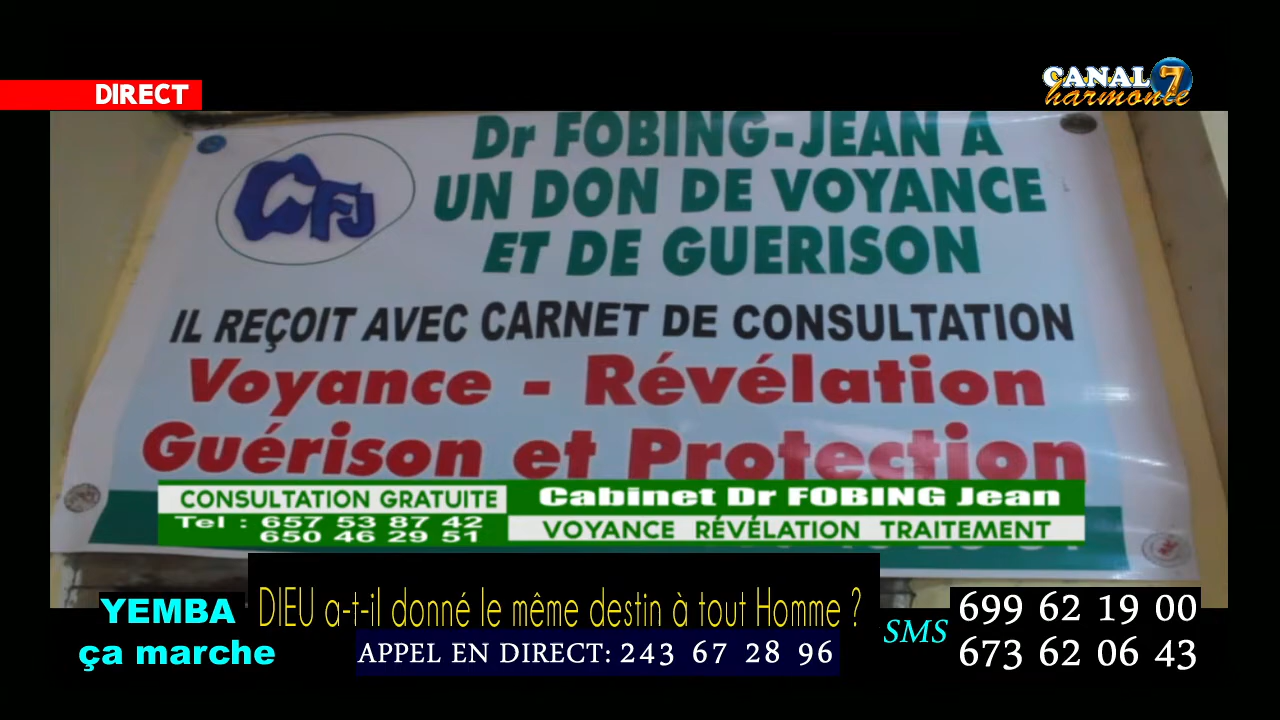 DIRECT
CANAL 7
harmonie
CFJ
Dr FOBING-JEAN A
UN DON DE VOYANCE
ET DE GUERISON
IL REÇOIT AVEC CARNET DE CONSULTATION
Voyance - Révélation
Guérison et Protection
CONSULTATION GRATUITE
Tel : 657 53 87 42
650 46 29 51
Cabinet Dr FOBING Jean
VOYANCE RÉVÉLATION TRAITEMENT
YEMBA
ça marche
DIEU a-t-il donné le même destin à tout Homme ?
APPEL EN DIRECT: 243 67 28 96
SMS
699 62 19 00
673 62 06 43